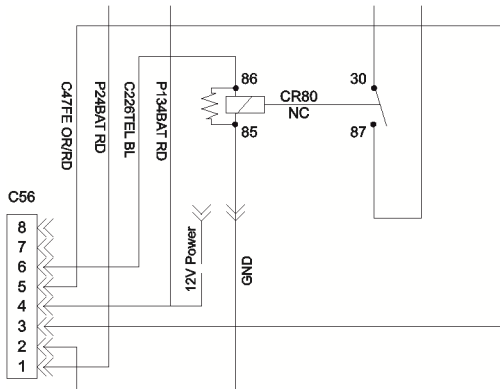 C47FE OR/RD
P24BAT RD
C226TEL BL
P134BAT RD
86
85
CR80
NC
30
87
C56
8
7
6
5
4
3
2
1
12V Power
GND